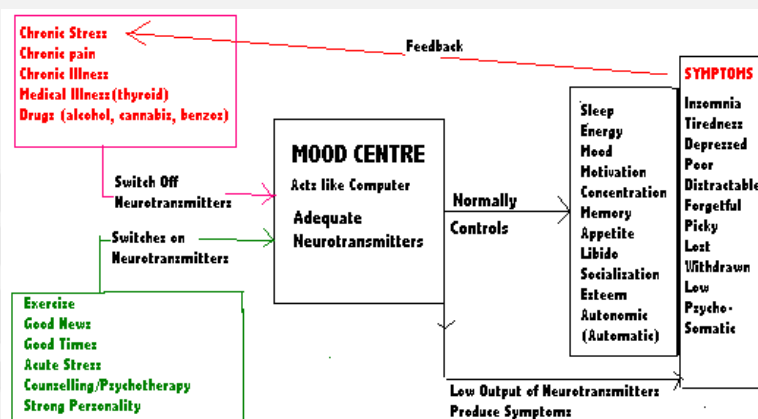 Chronic Stress
Chronic pain
Chronic Illness
Medical Illness(thyroid)
Drugs (alcohol, cannabis, benzos)
Feedback
Switch Off
Neurotransmitters
Switches on
Neurotransmitters
Exercise
Good News
Good Times
Acute Stress
Counselling/Psychotherapy
Strong Personality
MOOD CENTRE
Acts like Computer
Adequate
Neurotransmitters
Normally
Controls
Sleep
Energy
Mood
Motivation
Concentration
Memory
Appetite
Libido
Socialization
Esteem
Autonomic
(Automatic)
SYMPTOMS
Insomnia
Tiredness
Depressed
Poor
Distractable
Forgetful
Picky
Lost
Withdrawn
Low
Psycho-
Somatic
Low Output of Neurotransmitters
Produce Symptoms